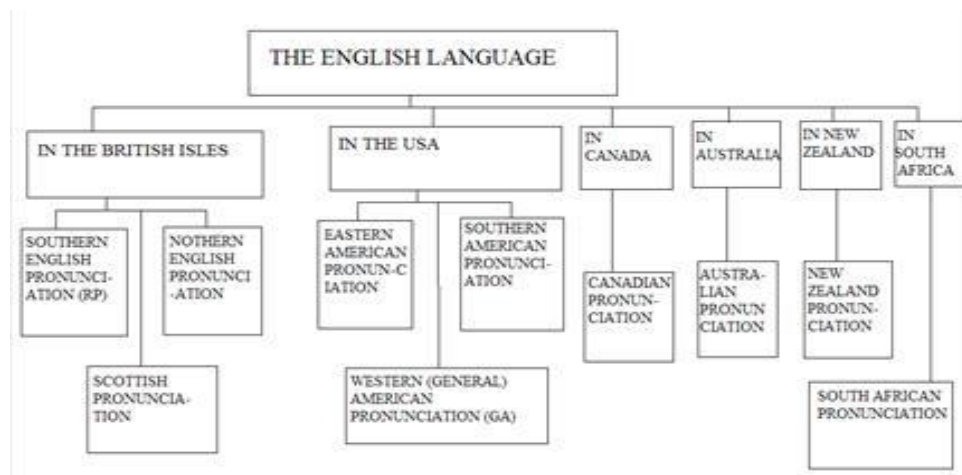 THE ENGLISH LANGUAGE
IN THE BRITISH ISLES
IN THE USA
IN
CANADA
IN
AUSTRALIA
IN NEW
ZEALAND
IN
SOUTH
AFRICA
SOUTHERN
ENGLISH
PRONUNCI-
ATION (RP)
NOTHERN
ENGLISH
PRONUNCI
-ATION
EASTERN
AMERICAN
PRONUN-C
IATION
SOUTHERN
AMERICAN
PRONUNCI-
ATION
CANADIAN
PRONUN-
CIATION
AUSTRA-
LIAN
PRONUN
CIATION
NEW
ZEALAND
PRONUN-
CIATION
SCOTTISH
PRONUNCIA-
TION
WESTERN (GENERAL)
AMERICAN
PRONUNCIATION (GA)
SOUTH AFRICAN
PRONUNCIATION